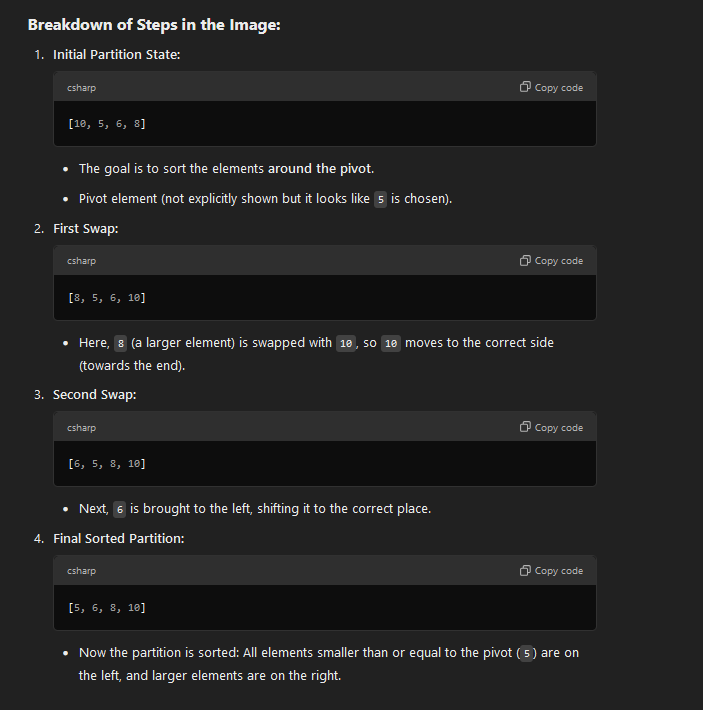 Breakdown of Steps in the Image:
1. Initial Partition State:
csharp Copy code
[10, 5, 6, 8]
• The goal is to sort the elements around the pivot.
• Pivot element (not explicitly shown but it looks like 5 is chosen).
2. First Swap:
csharp Copy code
[8, 5, 6, 10]
• Here, 8 (a larger element) is swapped with 10, so 10 moves to the correct side
(towards the end).
3. Second Swap:
csharp Copy code
[6, 5, 8, 10]
• Next, 6 is brought to the left, shifting it to the correct place.
4. Final Sorted Partition:
csharp Copy code
[5, 6, 8, 10]
• Now the partition is sorted: All elements smaller than or equal to the pivot (5) are on
the left, and larger elements are on the right.